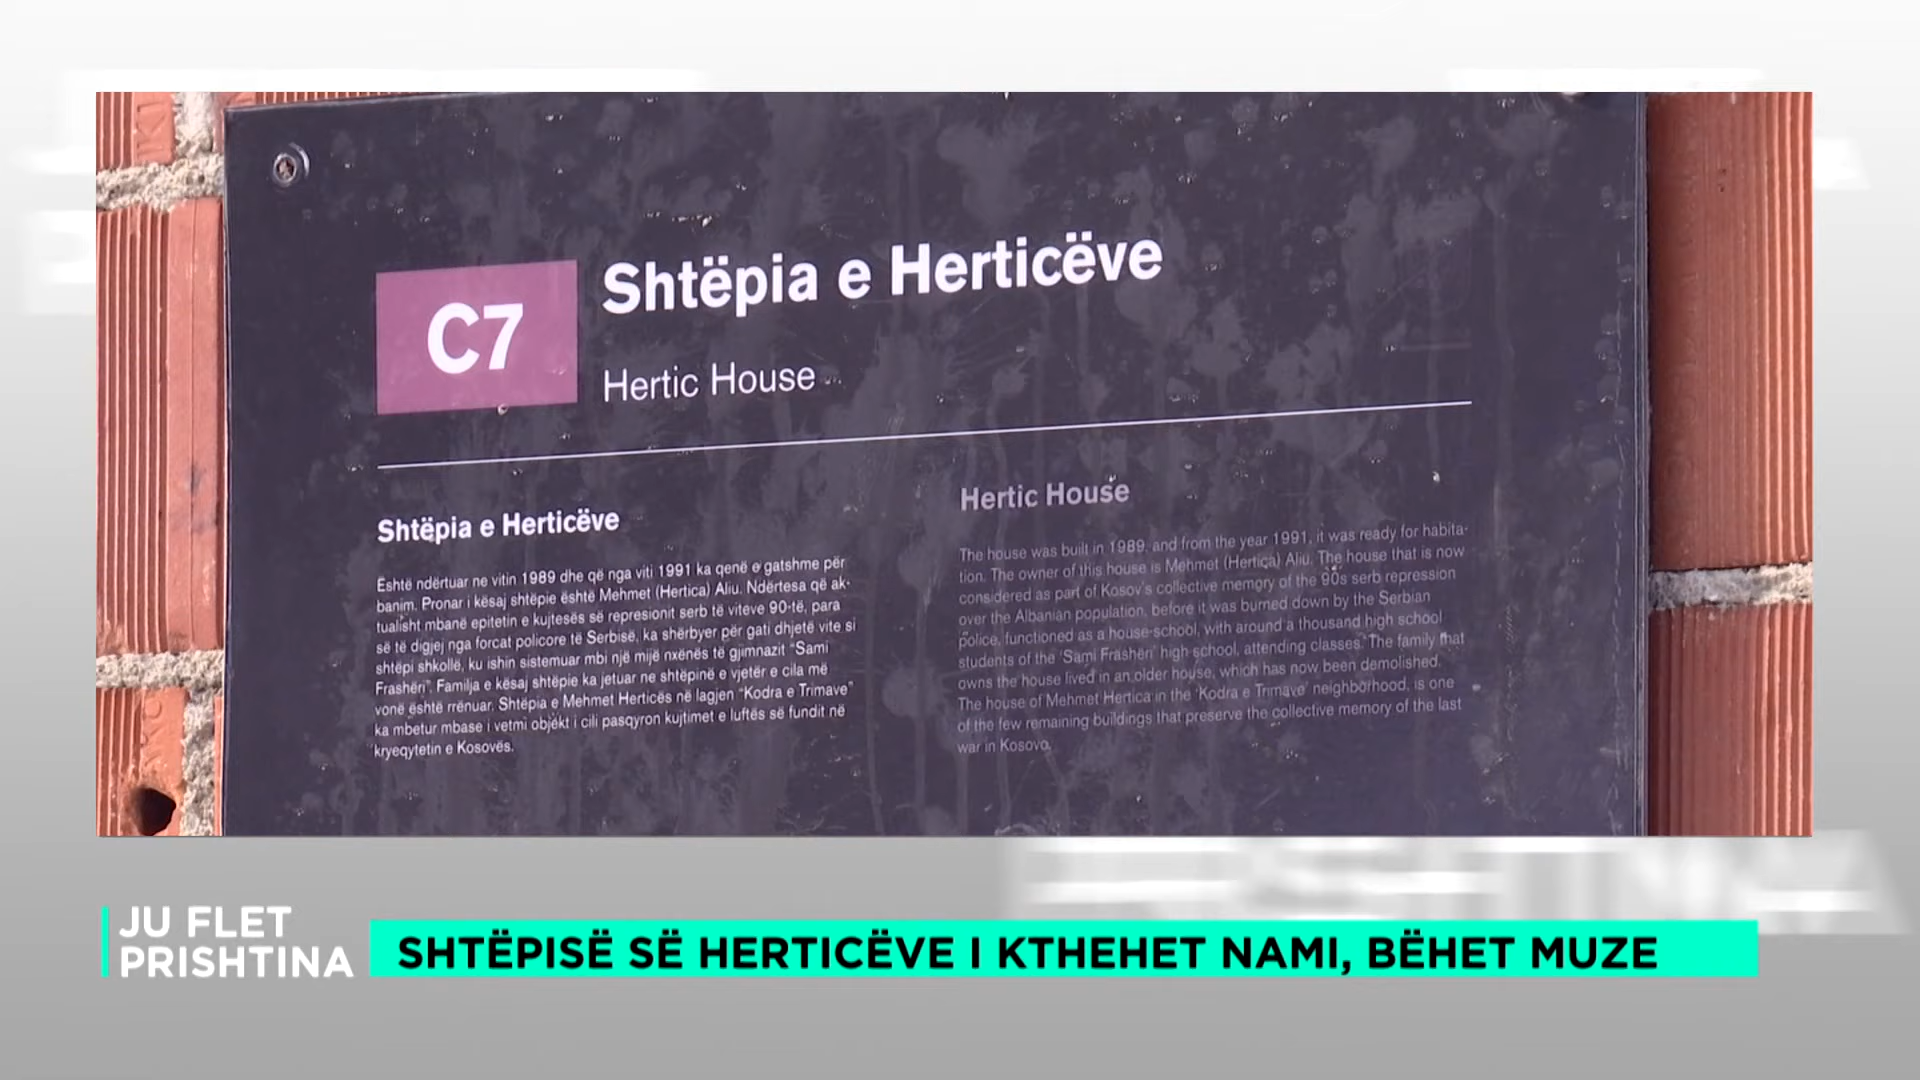 C7
Shtëpia e Herticëve
Hertic House
Shtëpia e Herticëve
Është ndërtuar ne vitin 1989 dhe që nga viti 1991 ka qenë e gatshme për
banim. Pronar i kësaj shtëpie është Mehmet (Hertica) Aliu. Ndërtesa që ak-
tualisht mbanë epitetin e kujtesës së represionit serb të viteve 90-të, para
së të digjej nga forcat policore të Serbisë, ka shërbyer për gati dhjetë vite si
shtëpi shkollë, ku ishin sistemuar mbi një mijë nxënës të gjimnazit "Sami
Frashëri". Familja e kësaj shtëpie ka jetuar ne shtëpinë e vjetër e cila më
vonë është rrënuar. Shtëpia e Mehmet Herticës në lagjen "Kodra e Trimave"
ka mbetur mbase i vetmi objekt i cili pasqyron kujtimet e luftës së fundit në
kryeqytetin e Kosovës.
Hertic House
The house was built in 1989, and from the year 1991, it was ready for habita-
tion. The owner of this house is Mehmet (Hertica) Aliu. The house that is now
considered as part of Kosov's collective memory of the 90s serb repression
over the Albanian population, before it was burned down by the Serbian
police, functioned as a house-school, with around a thousand high school
students of the 'Sami Frashëri' high school, attending classes. The family that
owns the house lived in an older house, which has now been demolished.
The house of Mehmet Hertica in the 'Kodra e Trimave' neighborhood, is one
of the few remaining buildings that preserve the collective memory of the last
war in Kosovo.
JU FLET
PRISHTINA
SHTËPISË SË HERTICËVE I KTHEHET NAMI, BËHET MUZE